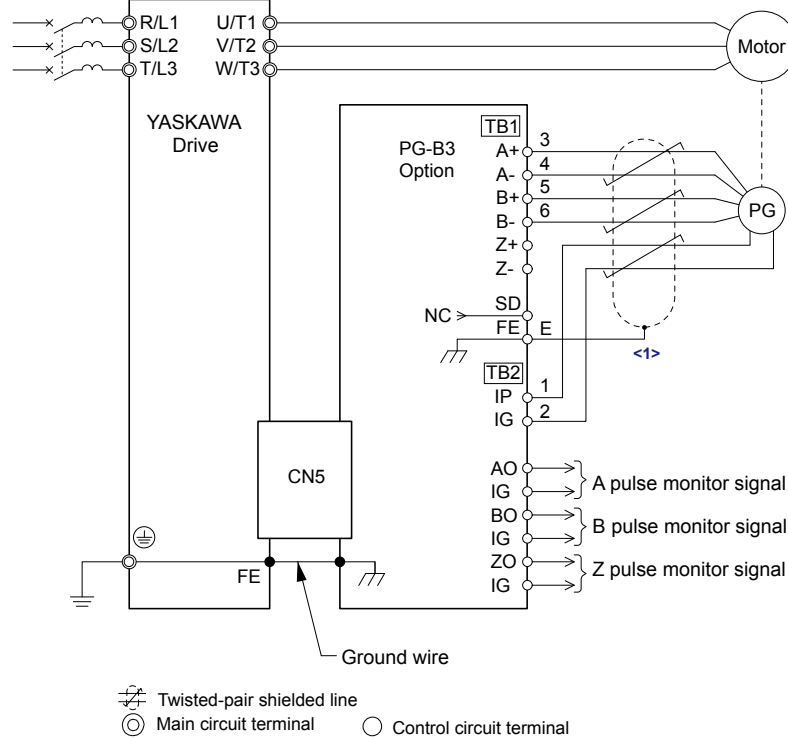 R/L1 U/T1
S/L2 V/T2
T/L3 W/T3
Motor
YASKAWA
Drive
PG-B3
Option
TB1
A+ 3
A- 4
B+ 5
B- 6
Z+
Z-
PG
NC SD
FE E
<1>
TB2
IP 1
IG 2
CN5
AO
IG
A pulse monitor signal
BO
IG
B pulse monitor signal
ZO
IG
Z pulse monitor signal
FE
Ground wire
Twisted-pair shielded line
Main circuit terminal
Control circuit terminal